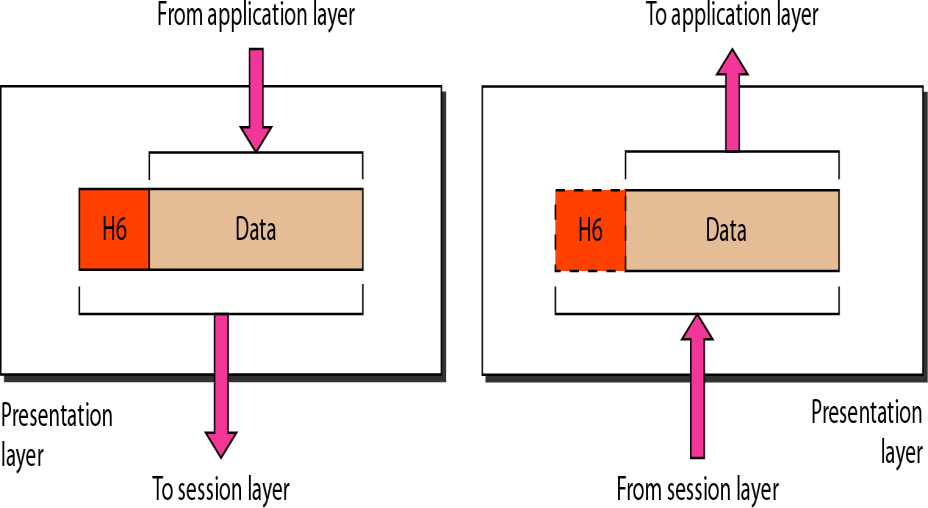 From application layer
To application layer
H6
Data
H6
Data
Presentation
layer
Presentation
layer
To session layer
From session layer